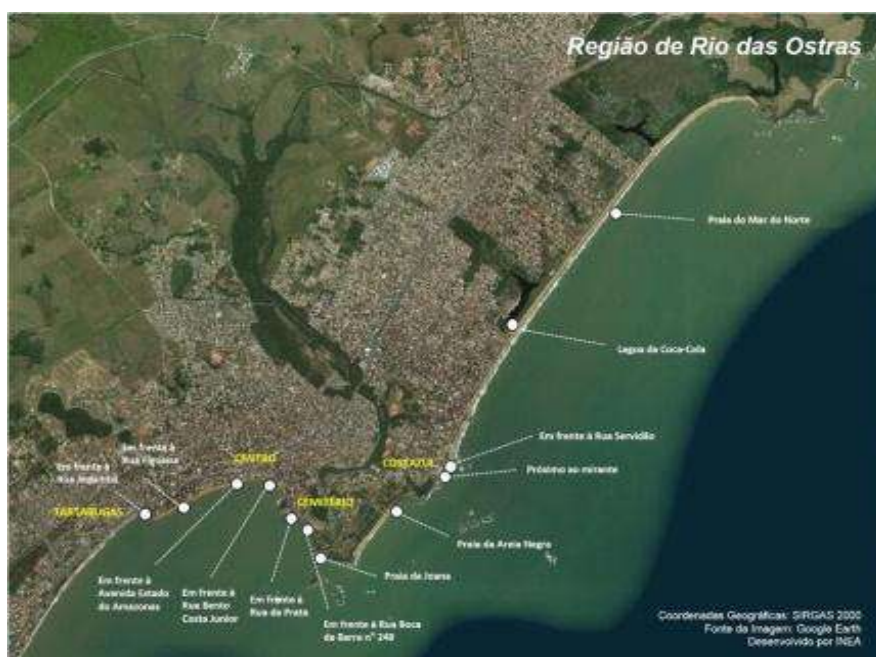 Região de Rio das Ostras
Praia do Mar do Norte
Lagoa da Coca-Cola
Em frente à Rua Servidão
Próximo ao mirante
COSTAZUL
Em frente à
CENTRO
Em frente à
CEMITÉRIO
TARTARUGAS
Praia da Areia Negra
Praia da Joana
Em frente à
Avenida Estado
do Amazonas
Em frente à
Rua Bento
Costa Junior
Em frente à
Rua da Prata
Em frente à Rua Boca
da Barra nº 248
Coordenadas Geográficas: SIRGAS 2000
Fonte da Imagem: Google Earth
Desenvolvido por INEA